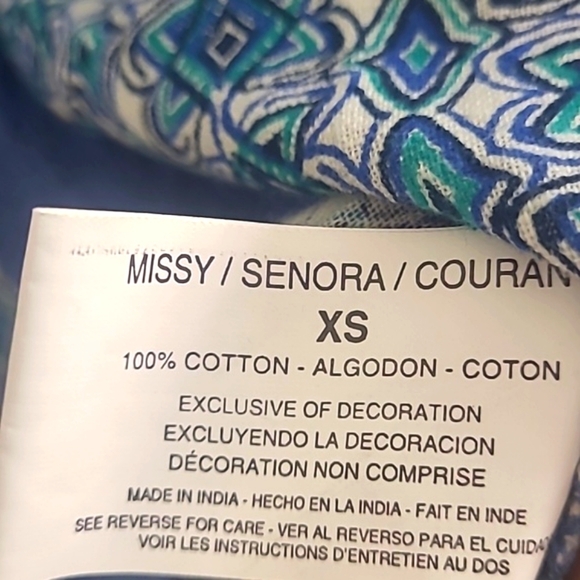 MISSY / SENORA / COURAN
XS
100% COTTON - ALGODON - COTON
EXCLUSIVE OF DECORATION
EXCLUYENDO LA DECORACION
DÉCORATION NON COMPRISE
MADE IN INDIA - HECHO EN LA INDIA - FAIT EN INDE
SEE REVERSE FOR CARE - VER AL REVERSO PARA EL CUIDA
VOIR LES INSTRUCTIONS D'ENTRETIEN AU DOS